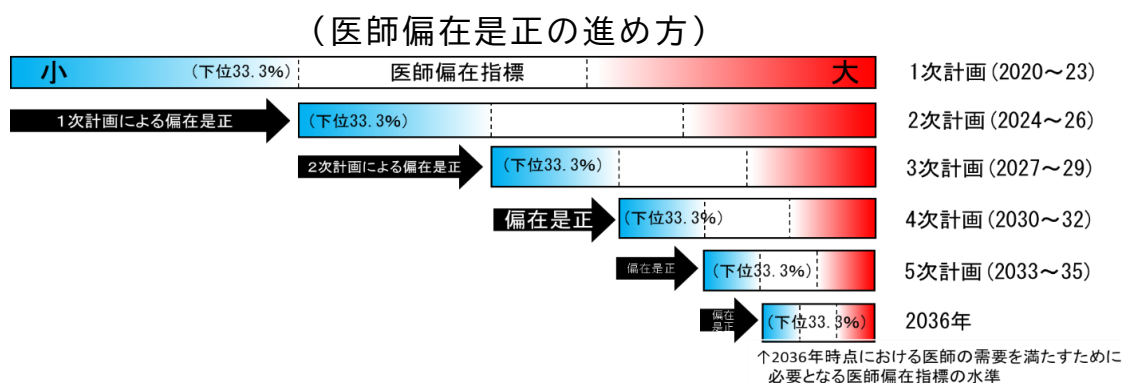 (医師偏在是正の進め方)
小 (下位33.3%) 医師偏在指標 大 1次計画(2020～23)
1次計画による偏在是正 (下位33.3%) 2次計画(2024～26)
2次計画による偏在是正 (下位33.3%) 3次計画(2027～29)
偏在是正 (下位33.3%) 4次計画(2030～32)
偏在是正 (下位33.3%) 5次計画(2033～35)
偏在
是正 (下位33.3%) 2036年
↑2036年時点における医師の需要を満たすために
必要となる医師偏在指標の水準